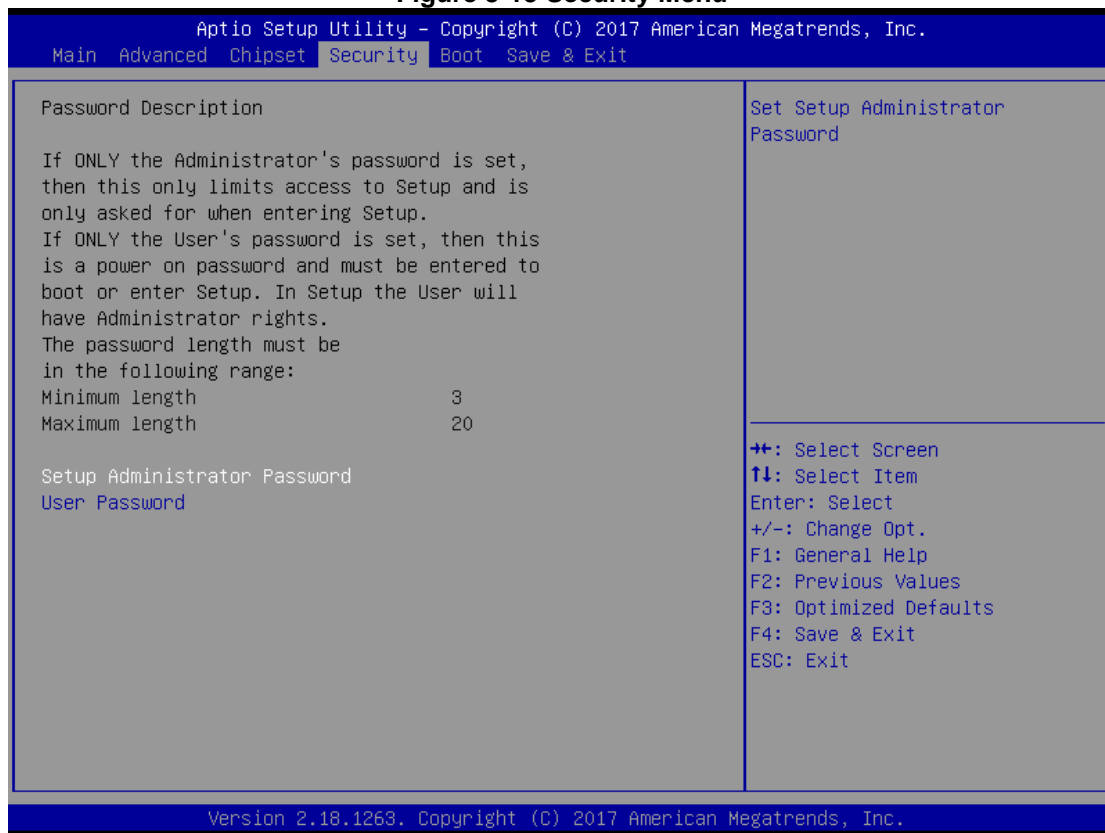 Figure 3-13 Security Menu
Aptio Setup Utility – Copyright (C) 2017 American Megatrends, Inc.
Main Advanced Chipset Security Boot Save & Exit
Password Description
If ONLY the Administrator's password is set,
then this only limits access to Setup and is
only asked for when entering Setup.
If ONLY the User's password is set, then this
is a power on password and must be entered to
boot or enter Setup. In Setup the User will
have Administrator rights.
The password length must be
in the following range:
Minimum length 3
Maximum length 20
Setup Administrator Password
User Password
Set Setup Administrator
Password
→←: Select Screen
↑↓: Select Item
Enter: Select
+/-: Change Opt.
F1: General Help
F2: Previous Values
F3: Optimized Defaults
F4: Save & Exit
ESC: Exit
Version 2.18.1263. Copyright (C) 2017 American Megatrends, Inc.